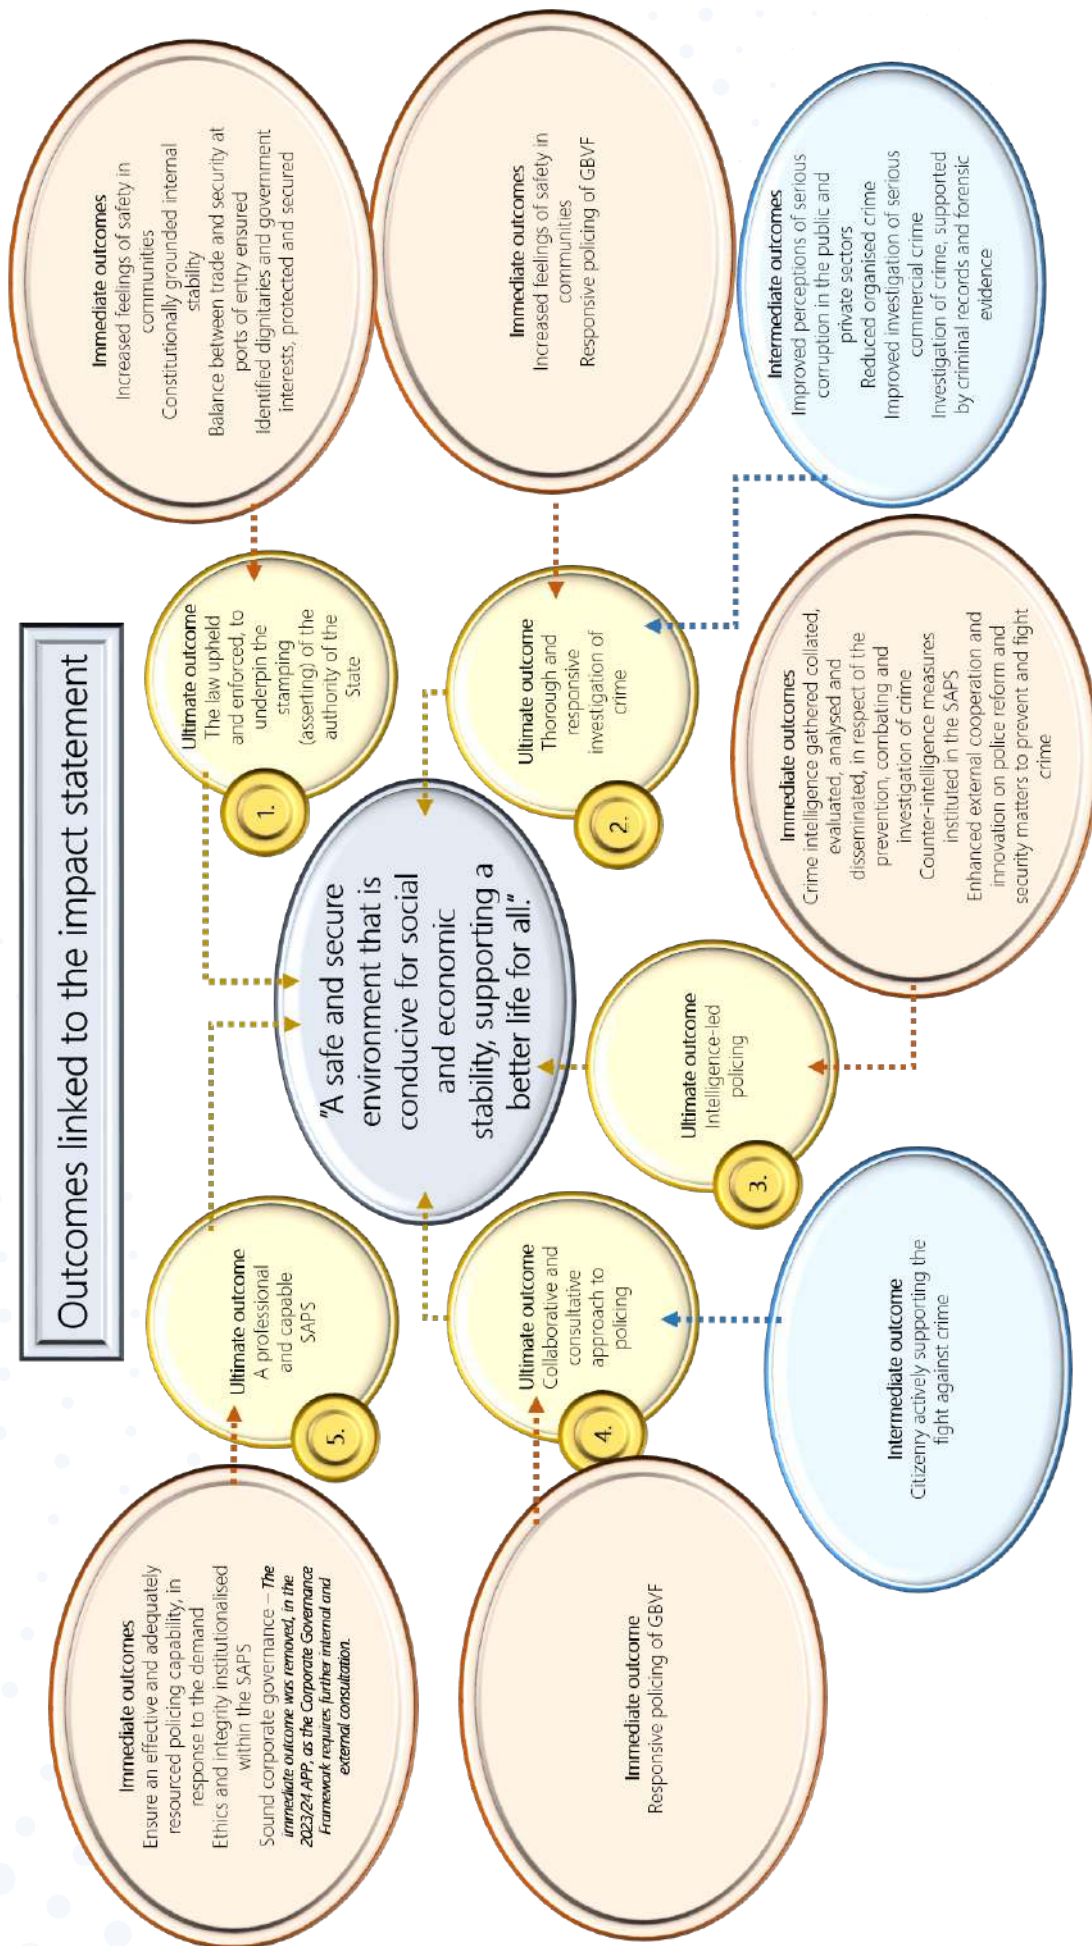 Outcomes linked to the impact statement
Immediate outcomes
Ensure an effective and adequately
resourced policing capability, in
response to the demand
Ethics and integrity institutionalised
within the SAPS
Sound corporate governance – The
immediate outcome was removed, in the
2023/24 APP, as the Corporate Governance
Framework requires further internal and
external consultation.
5.
Ultimate outcome
A professional
and capable
SAPS
1.
Ultimate outcome
The law upheld
and enforced, to
underpin the
stamping
(asserting) of the
authority of the
State
Immediate outcomes
Increased feelings of safety in
communities
Constitutionally grounded internal
stability
Balance between trade and security at
ports of entry ensured
Identified dignitaries and government
interests, protected and secured
"A safe and secure
environment that is
conducive for social
and economic
stability, supporting a
better life for all."
Immediate outcome
Responsive policing of GBVF
4.
Ultimate outcome
Collaborative and
consultative
approach to
policing
2.
Ultimate outcome
Thorough and
responsive
investigation of
crime
Immediate outcomes
Increased feelings of safety in
communities
Responsive policing of GBVF
3.
Ultimate outcome
Intelligence-led
policing
Intermediate outcome
Citizenry actively supporting the
fight against crime
Immediate outcomes
Crime intelligence gathered collated,
evaluated, analysed and
disseminated, in respect of the
prevention, combating and
investigation of crime
Counter-intelligence measures
instituted in the SAPS
Enhanced external cooperation and
innovation on police reform and
security matters to prevent and fight
crime
Intermediate outcomes
Improved perceptions of serious
corruption in the public and
private sectors
Reduced organised crime
Improved investigation of serious
commercial crime
Investigation of crime, supported
by criminal records and forensic
evidence